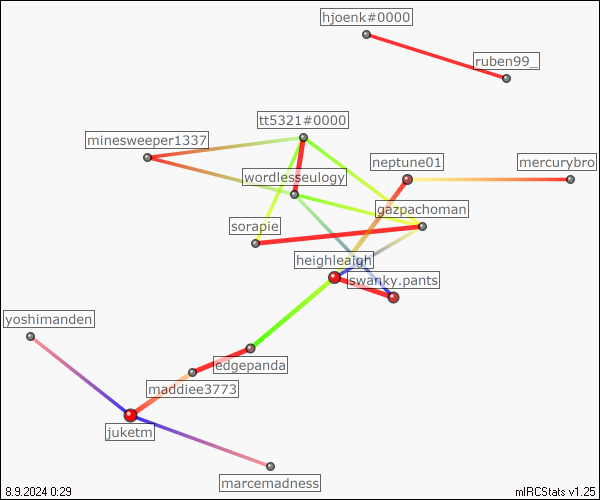 hjoenk#0000
ruben99_
tt5321#0000
minesweeper1337
neptune01
mercurybro
wordlesseulogy
gazpachoman
sorapie
heighleaigh
swanky.pants
yoshimanden
edgepanda
maddiee3773
juketm
marcemadness
8.9.2024 0:29
mIRCStats v1.25